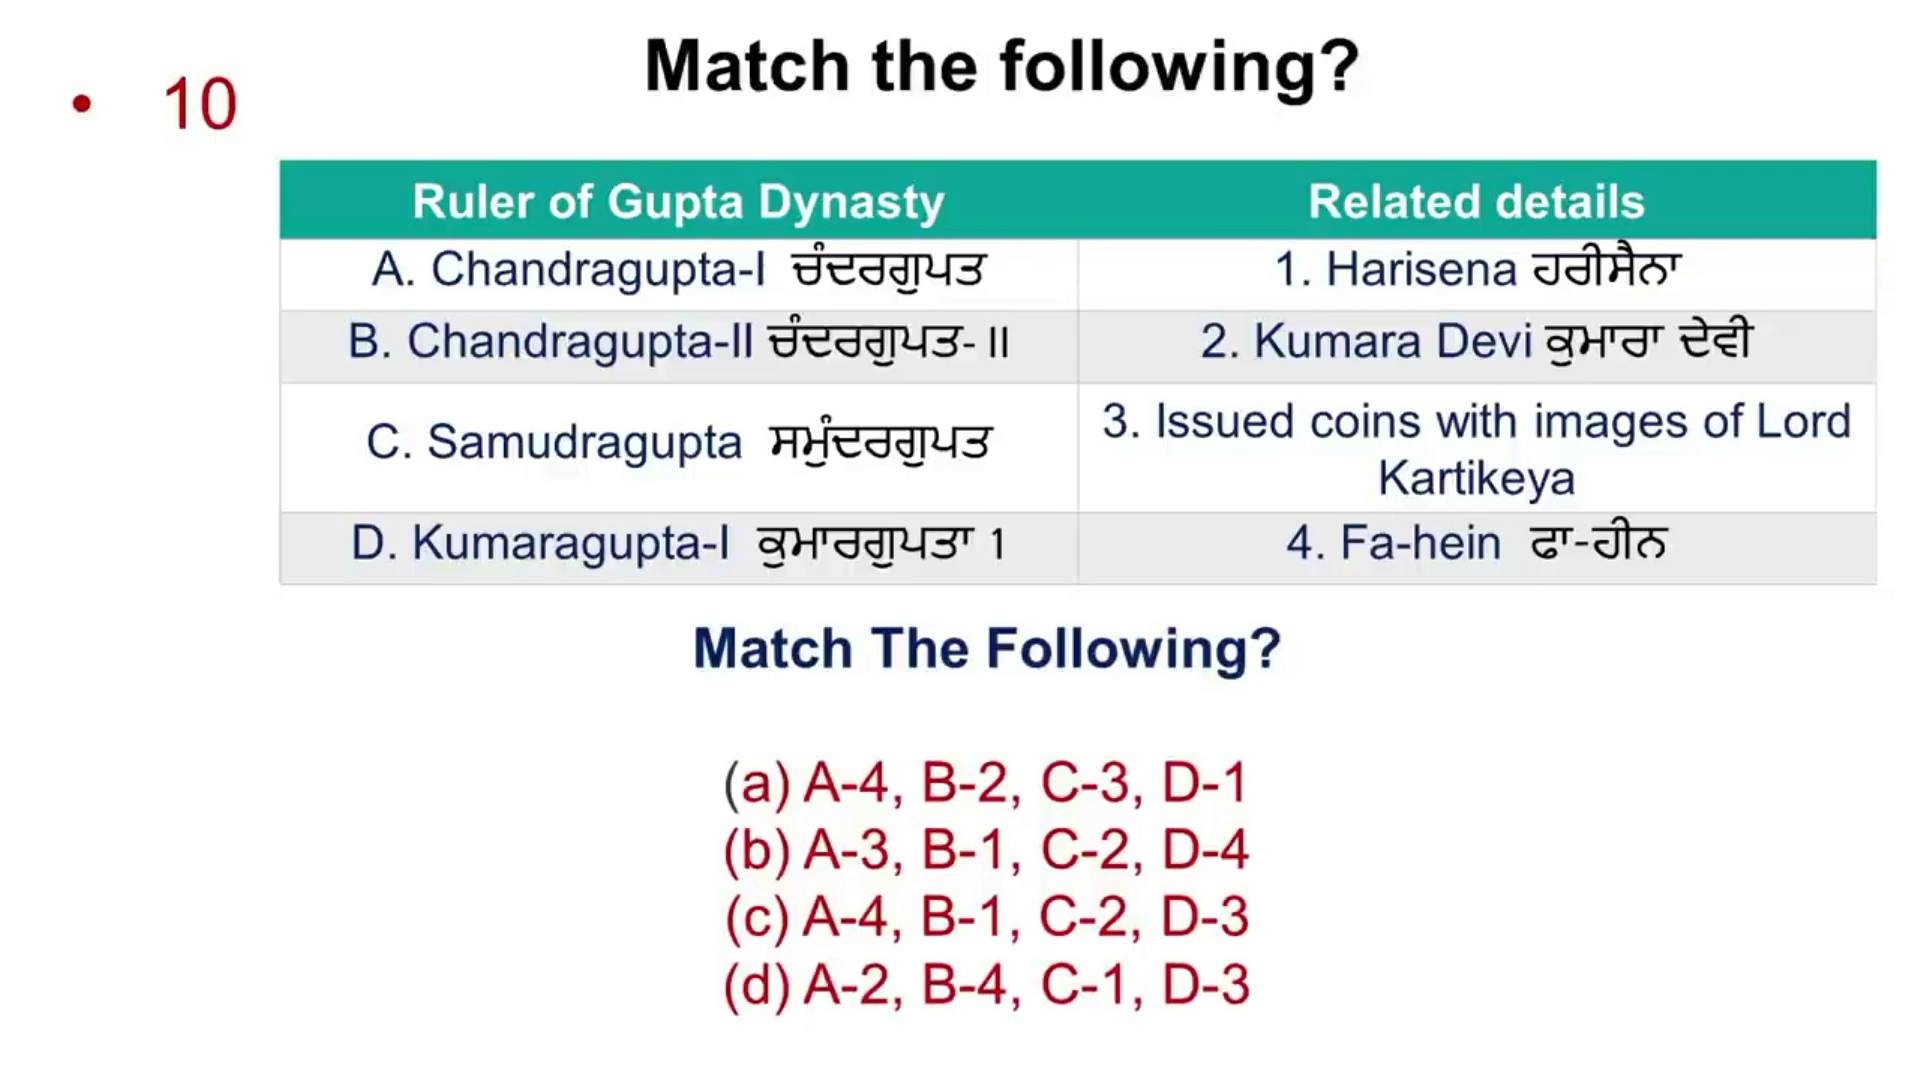 Match the following?
• 10
Ruler of Gupta Dynasty Related details
A. Chandragupta-I ਚੰਦਰਗੁਪਤ 1. Harisena ਹਰੀਸੈਨਾ
B. Chandragupta-II ਚੰਦਰਗੁਪਤ- II 2. Kumara Devi ਕੁਮਾਰਾ ਦੇਵੀ
C. Samudragupta ਸਮੁੰਦਰਗੁਪਤ 3. Issued coins with images of Lord
Kartikeya
D. Kumaragupta-I ਕੁਮਾਰਗੁਪਤਾ 1 4. Fa-hein ਫਾ-ਹੀਨ
Match The Following?
(a) A-4, B-2, C-3, D-1
(b) A-3, B-1, C-2, D-4
(c) A-4, B-1, C-2, D-3
(d) A-2, B-4, C-1, D-3